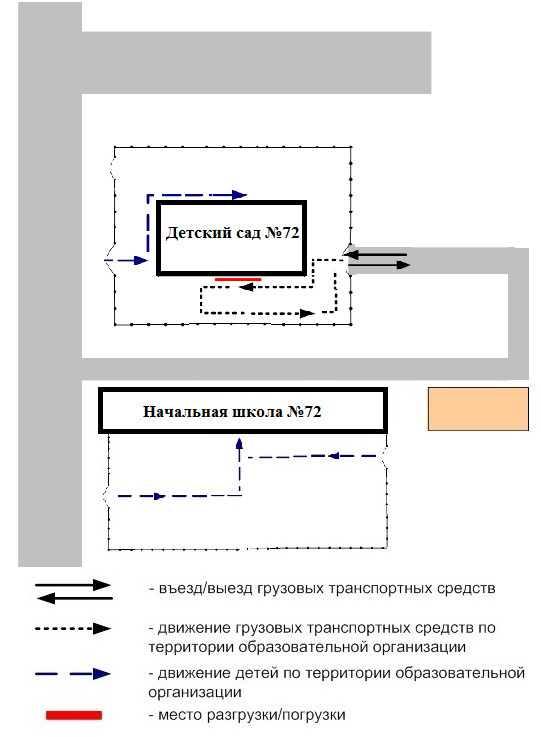 Детский сад №72
Начальная школа №72
- въезд/выезд грузовых транспортных средств
- движение грузовых транспортных средств по
территории образовательной организации
- движение детей по территории образовательной
организации
- место разгрузки/погрузки